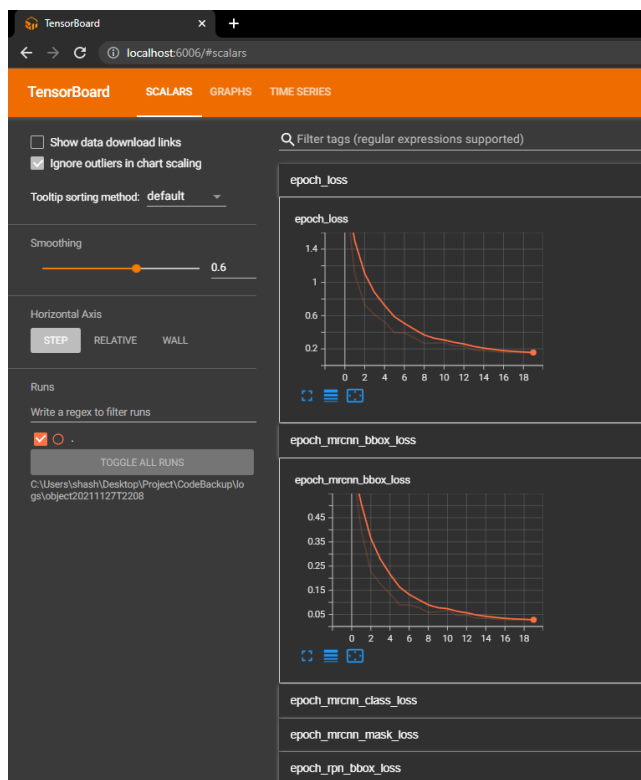 TensorBoard
localhost:6006/#scalars
TensorBoard SCALARS GRAPHS TIME SERIES
Show data download links
Ignore outliers in chart scaling
Tooltip sorting method: default
Smoothing
0.6
Horizontal Axis
STEP RELATIVE WALL
Runs
Write a regex to filter runs
.
TOGGLE ALL RUNS
C:\Users\shash\Desktop\Project\CodeBackup\lo
gs\object20211127T2208
Filter tags (regular expressions supported)
epoch_loss
epoch_loss
1.4
1
0.6
0.2
0 2 4 6 8 10 12 14 16 18
epoch_mrcnn_bbox_loss
epoch_mrcnn_bbox_loss
0.45
0.35
0.25
0.15
0.05
0 2 4 6 8 10 12 14 16 18
epoch_mrcnn_class_loss
epoch_mrcnn_mask_loss
epoch_rpn_bbox_loss